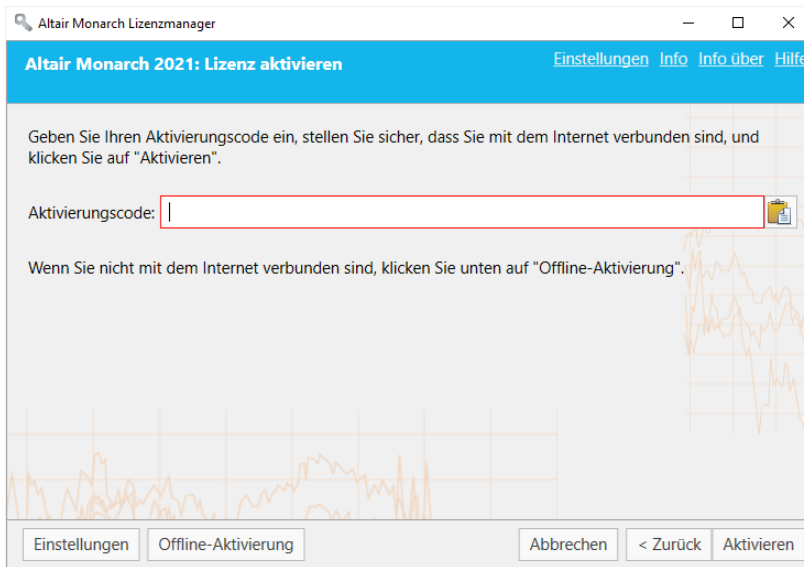 Altair Monarch Lizenzmanager
Altair Monarch 2021: Lizenz aktivieren
Einstellungen Info Info über Hilfe
Geben Sie Ihren Aktivierungscode ein, stellen Sie sicher, dass Sie mit dem Internet verbunden sind, und
klicken Sie auf "Aktivieren".
Aktivierungscode:
Wenn Sie nicht mit dem Internet verbunden sind, klicken Sie unten auf "Offline-Aktivierung".
Einstellungen Offline-Aktivierung Abbrechen < Zurück Aktivieren